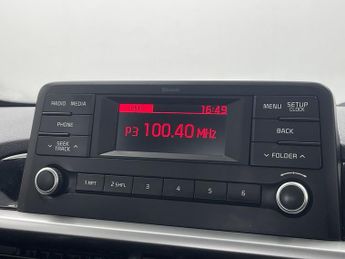 16:49
RADIO MEDIA
MENU SETUP
CLOCK
P3 100.40 MHz
PHONE
BACK
∨ SEEK ∧
TRACK
∨ FOLDER ∧
1 RPT
2 SHFL
3
4
5
6